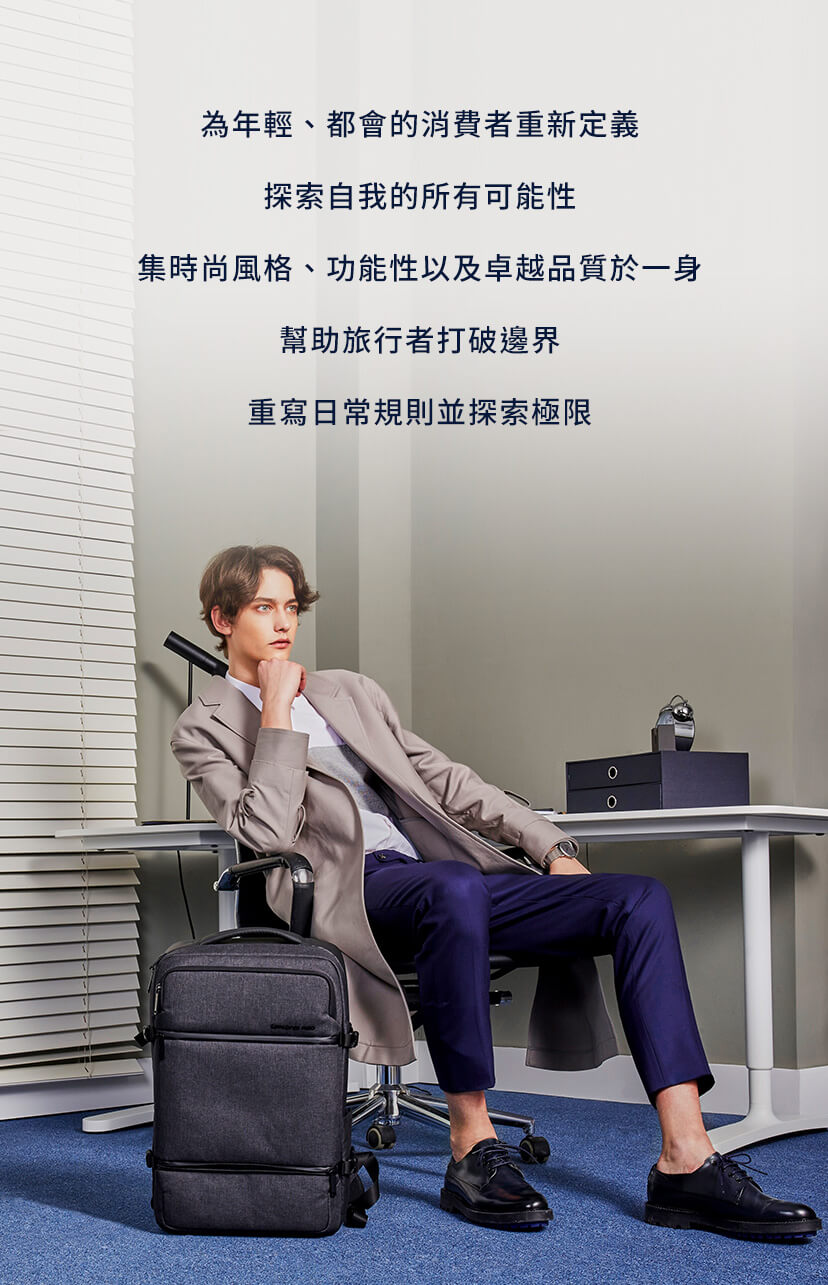 為年輕、都會的消費者重新定義
探索自我的所有可能性
集時尚風格、功能性以及卓越品質於一身
幫助旅行者打破邊界
重寫日常規則並探索極限